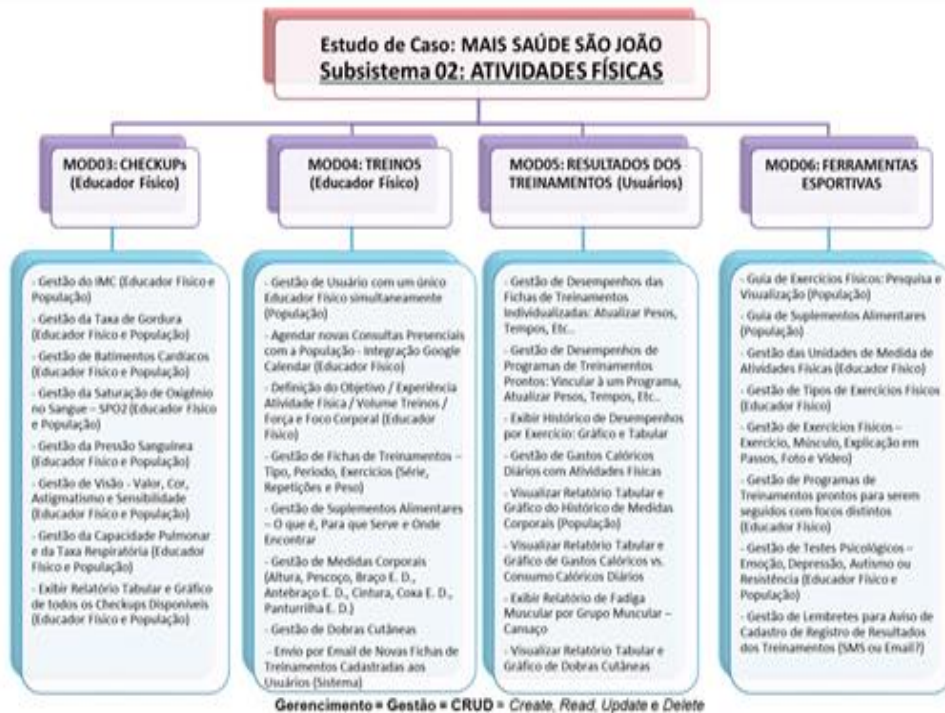 Estudo de Caso: MAIS SAÚDE SÃO JOÃO
Subsistema 02: ATIVIDADES FÍSICAS
MOD03: CHECKUPs
(Educador Físico)
- Gestão do IMC (Educador Físico e
População)
- Gestão da Taxa de Gordura
(Educador Físico e População)
- Gestão de Batimentos Cardíacos
(Educador Físico e População)
- Gestão da Saturação de Oxigênio
no Sangue – SPO2 (Educador Físico
e População)
- Gestão da Pressão Sanguínea
(Educador Físico e População)
- Gestão de Visão - Valor, Cor,
Astigmatismo e Sensibilidade
(Educador Físico e População)
- Gestão da Capacidade Pulmonar
e da Taxa Respiratória (Educador
Físico e População)
- Exibir Relatório Tabular e Gráfico
de todos os Checkups Disponíveis
(Educador Físico e População)
MOD04: TREINOS
(Educador Físico)
- Gestão de Usuário com um único
Educador Físico simultaneamente
(População)
- Agendar novas Consultas Presenciais
com a População - Integração Google
Calendar (Educador Físico)
- Definição do Objetivo / Experiência
Atividade Física / Volume Treinos /
Força e Foco Corporal (Educador
Físico)
- Gestão de Fichas de Treinamentos –
Tipo, Periodo, Exercícios (Série,
Repetições e Peso)
- Gestão de Suplementos Alimentares
– O que é, Para que Serve e Onde
Encontrar
- Gestão de Medidas Corporais
(Altura, Pescoço, Braço E. D.,
Antebraço E. D., Cintura, Coxa E. D.,
Panturrilha E. D.)
- Gestão de Dobras Cutâneas
- Envio por Email de Novas Fichas de
Treinamentos Cadastradas aos
Usuários (Sistema)
MOD05: RESULTADOS DOS
TREINAMENTOS (Usuários)
- Gestão de Desempenhos das
Fichas de Treinamentos
Individualizadas: Atualizar Pesos,
Tempos, Etc..
- Gestão de Desempenhos de
Programas de Treinamentos
Prontos: Vincular à um Programa,
Atualizar Pesos, Tempos, Etc..
- Exibir Histórico de Desempenhos
por Exercício: Gráfico e Tabular
- Gestão de Gastos Calóricos
Diários com Atividades Físicas
- Visualizar Relatório Tabular e
Gráfico do Histórico de Medidas
Corporais (População)
- Visualizar Relatório Tabular e
Gráfico de Gastos Calóricos vs.
Consumo Calóricos Diários
- Exibir Relatório de Fadiga
Muscular por Grupo Muscular –
Cansaço
- Visualizar Relatório Tabular e
Gráfico de Dobras Cutâneas
MOD06: FERRAMENTAS
ESPORTIVAS
- Guia de Exercícios Físicos: Pesquisa e
Visualização (População)
- Guia de Suplementos Alimentares
(População)
- Gestão das Unidades de Medida de
Atividades Físicas (Educador Físico)
- Gestão de Tipos de Exercícios Físicos
(Educador Físico)
- Gestão de Exercícios Físicos –
Exercício, Músculo, Explicação em
Passos, Foto e Vídeo)
- Gestão de Programas de
Treinamentos prontos para serem
seguidos com focos distintos
(Educador Físico)
- Gestão de Testes Psicológicos –
Emoção, Depressão, Autismo ou
Resistência (Educador Físico e
População)
- Gestão de Lembretes para Aviso de
Cadastro de Registro de Resultados
dos Treinamentos (SMS ou Email?)
Gerencimento = Gestão = CRUD = Create, Read, Update e Delete